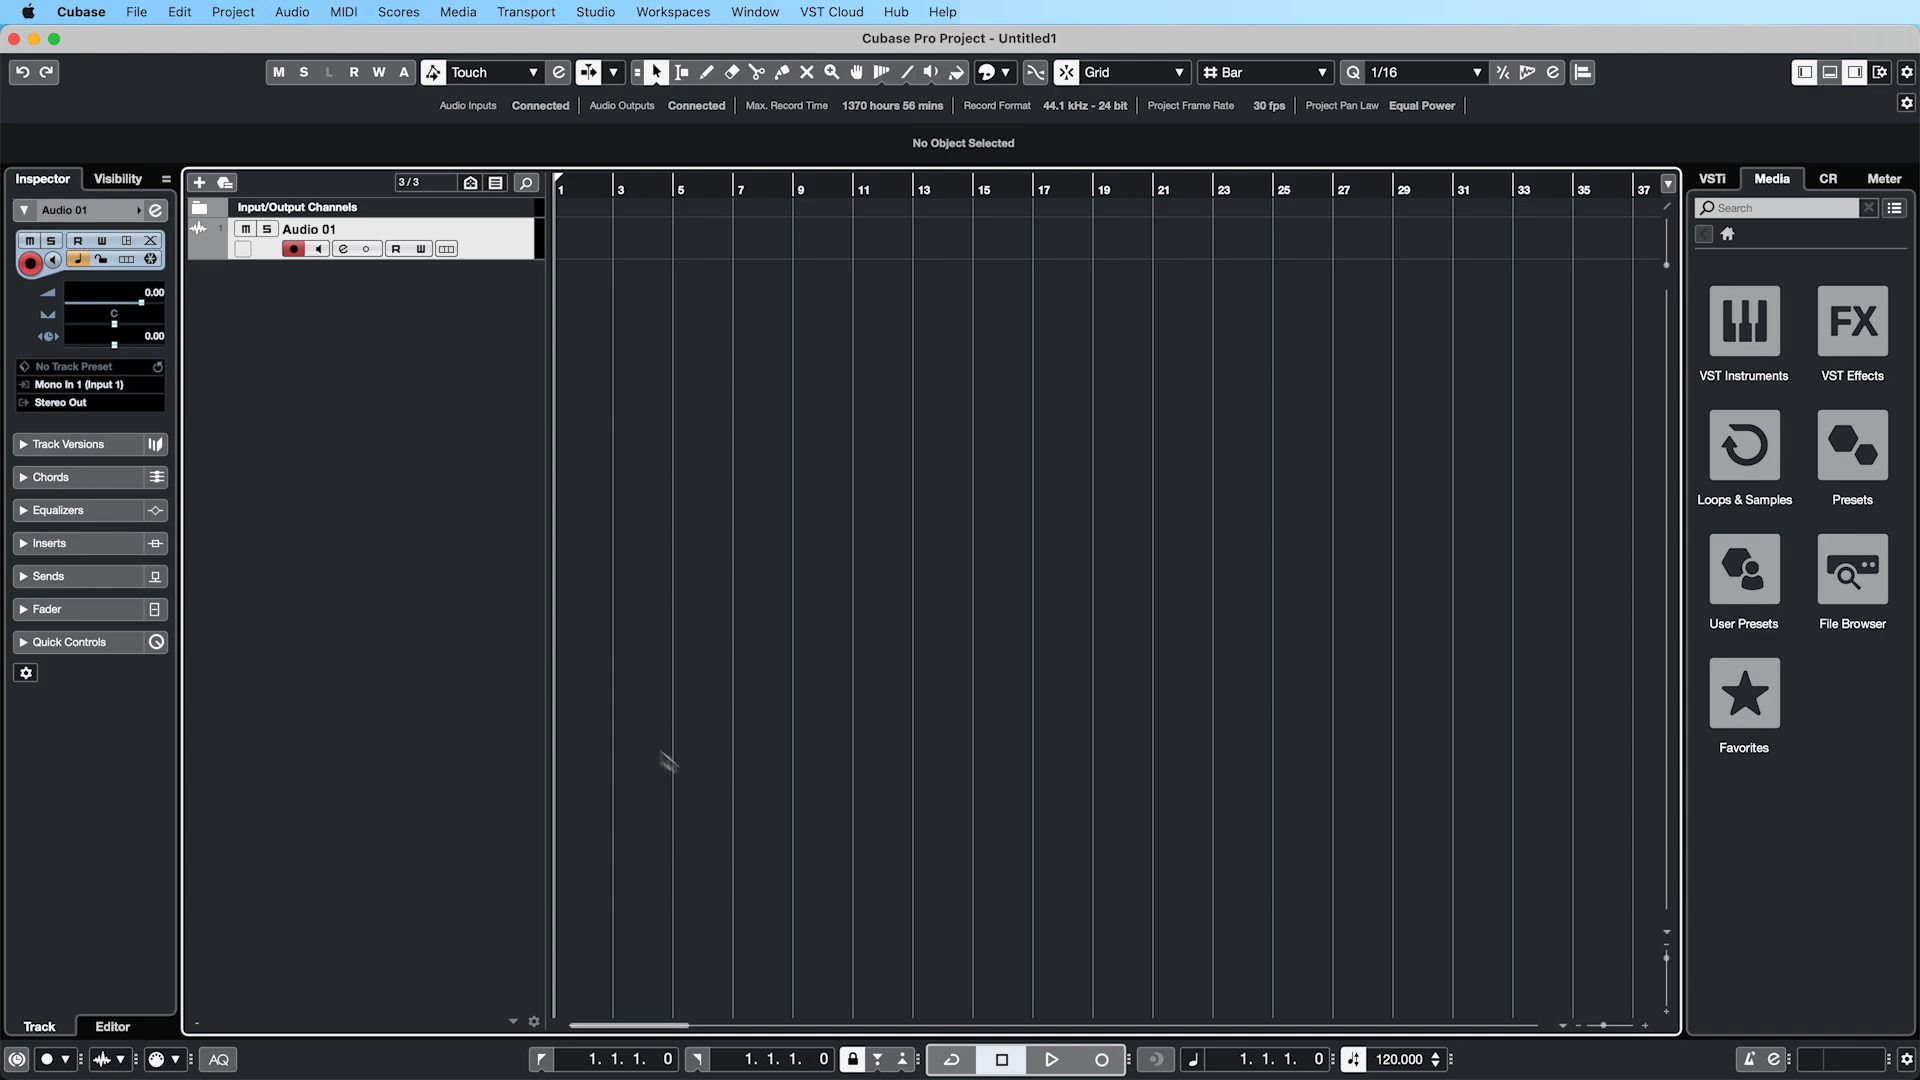 Cubase File Edit Project Audio MIDI Scores Media Transport Studio Workspaces Window VST Cloud Hub Help
Cubase Pro Project - Untitled1
M S L R W A Touch Grid Bar Q 1/16
Audio Inputs Connected Audio Outputs Connected Max. Record Time 1370 hours 56 mins Record Format 44.1 kHz - 24 bit Project Frame Rate 30 fps Project Pan Law Equal Power
No Object Selected
Inspector Visibility
3/3
1 3 5 7 9 11 13 15 17 19 21 23 25 27 29 31 33 35 37
VSTi Media CR Meter
Audio 01
Input/Output Channels
Search
M S R W
1 M S Audio 01
R W
0.00
C
0.00
No Track Preset
Mono In 1 (Input 1)
Stereo Out
Track Versions
Chords
Equalizers
Inserts
Sends
Fader
Quick Controls
FX
VST Instruments VST Effects
Loops & Samples Presets
User Presets File Browser
Favorites
Track Editor
AQ 1. 1. 1. 0 1. 1. 1. 0 1. 1. 1. 0 120.000